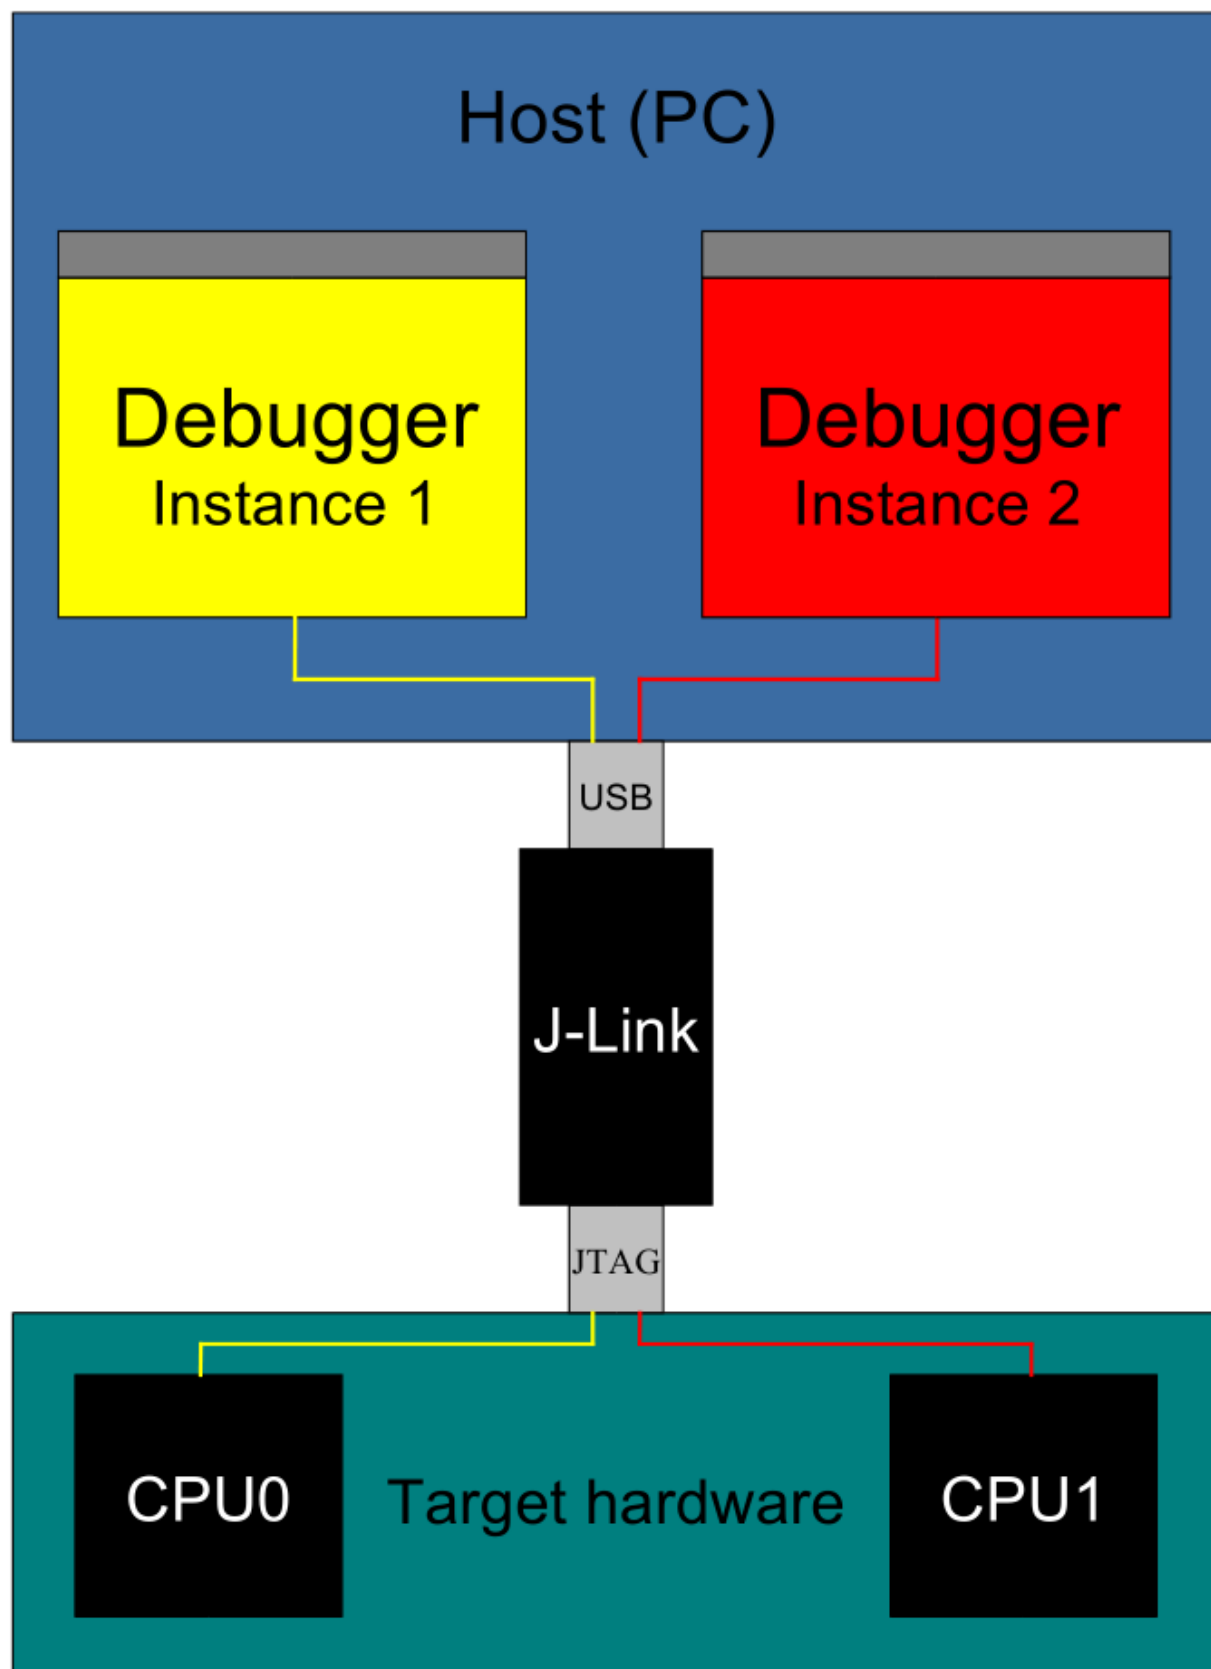 Host (PC)
Debugger
Instance 1
Debugger
Instance 2
USB
J-Link
JTAG
CPU0
Target hardware
CPU1